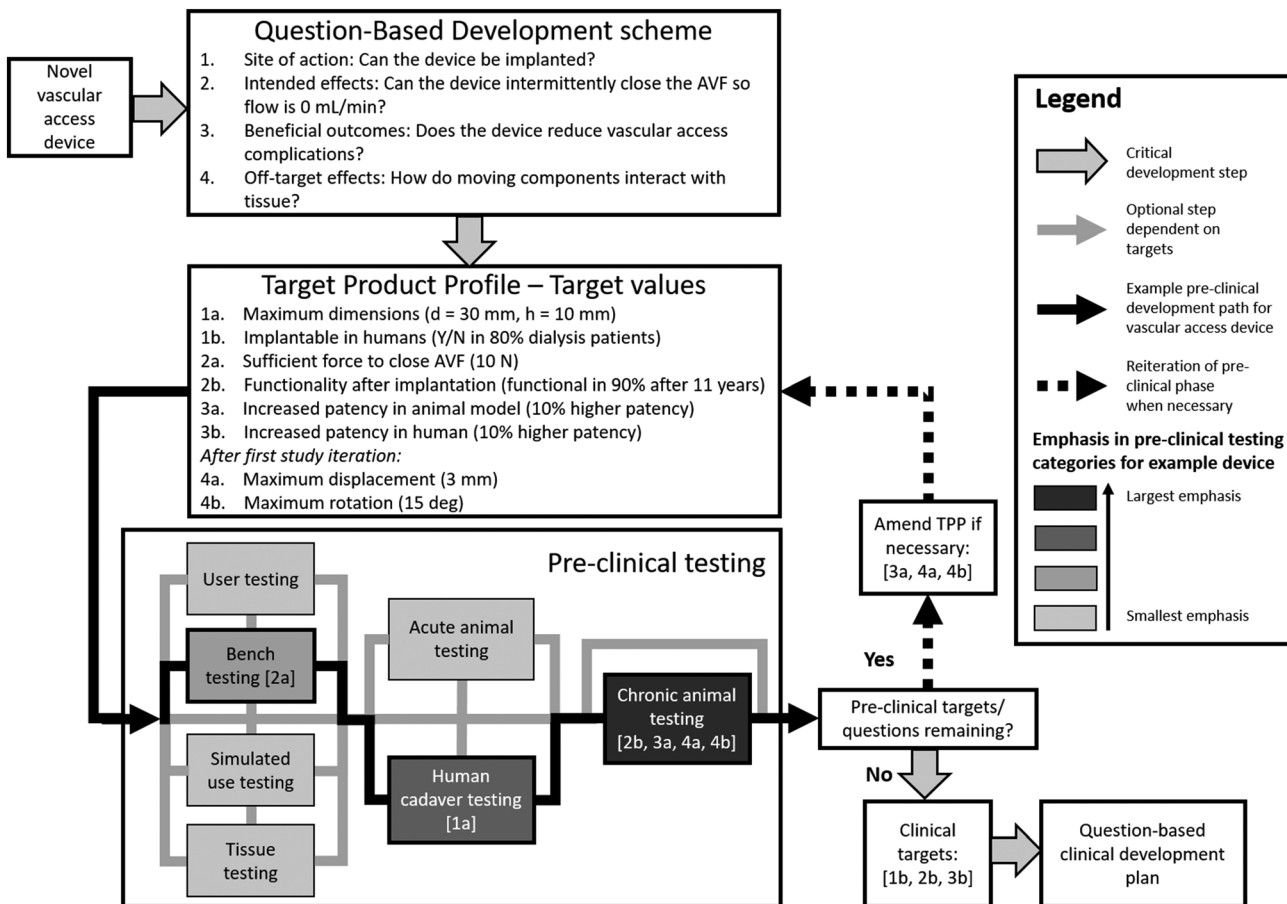 Novel
vascular
access
device
Question-Based Development scheme
1. Site of action: Can the device be implanted?
2. Intended effects: Can the device intermittently close the AVF so
flow is 0 mL/min?
3. Beneficial outcomes: Does the device reduce vascular access
complications?
4. Off-target effects: How do moving components interact with
tissue?
Target Product Profile – Target values
1a. Maximum dimensions (d = 30 mm, h = 10 mm)
1b. Implantable in humans (Y/N in 80% dialysis patients)
2a. Sufficient force to close AVF (10 N)
2b. Functionality after implantation (functional in 90% after 11 years)
3a. Increased patency in animal model (10% higher patency)
3b. Increased patency in human (10% higher patency)
After first study iteration:
4a. Maximum displacement (3 mm)
4b. Maximum rotation (15 deg)
Pre-clinical testing
User testing
Bench
testing [2a]
Simulated
use testing
Tissue
testing
Acute animal
testing
Human
cadaver testing
[1a]
Chronic animal
testing
[2b, 3a, 4a, 4b]
Amend TPP if
necessary:
[3a, 4a, 4b]
Yes
Pre-clinical targets/
questions remaining?
No
Clinical
targets:
[1b, 2b, 3b]
Question-based
clinical development
plan
Legend
Critical
development step
Optional step
dependent on
targets
Example pre-clinical
development path for
vascular access device
Reiteration of pre-
clinical phase
when necessary
Emphasis in pre-clinical testing
categories for example device
Largest emphasis
Smallest emphasis